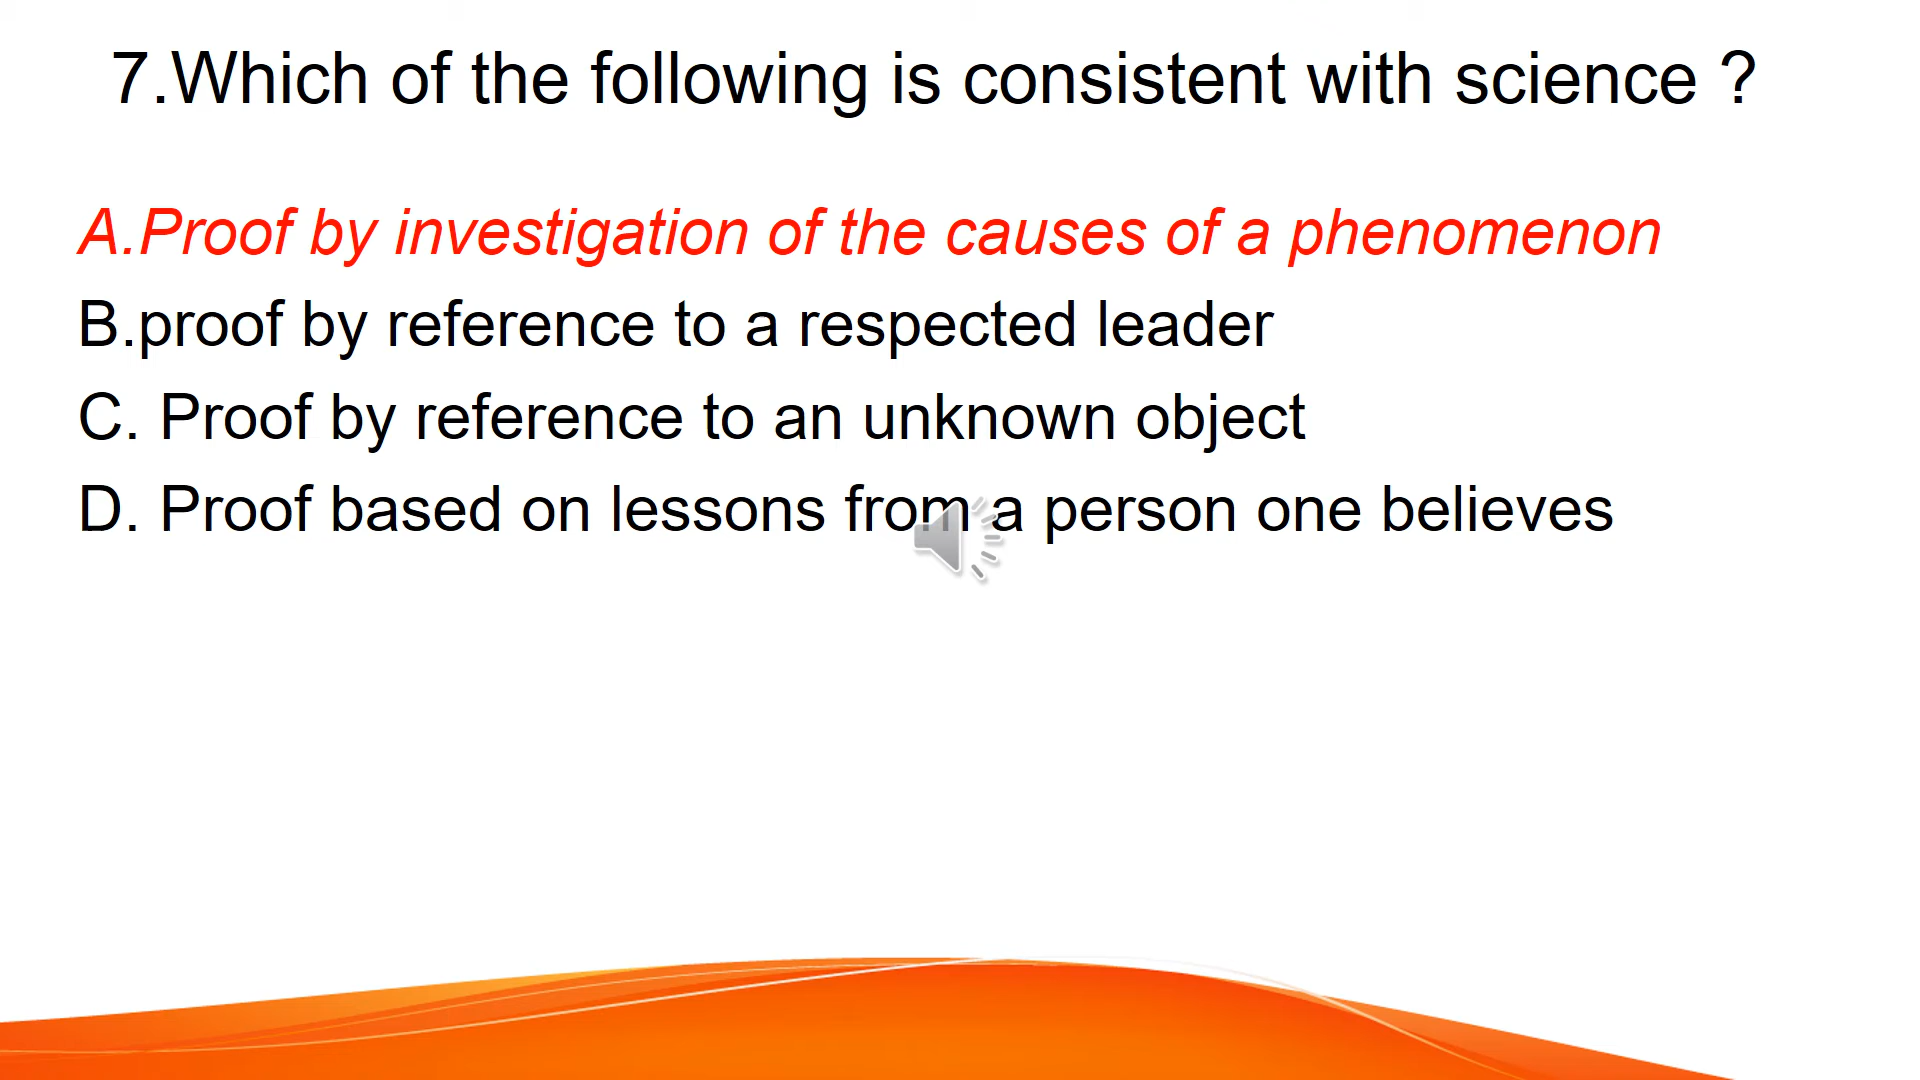 7.Which of the following is consistent with science ?
A.Proof by investigation of the causes of a phenomenon
B.proof by reference to a respected leader
C. Proof by reference to an unknown object
D. Proof based on lessons from a person one believes